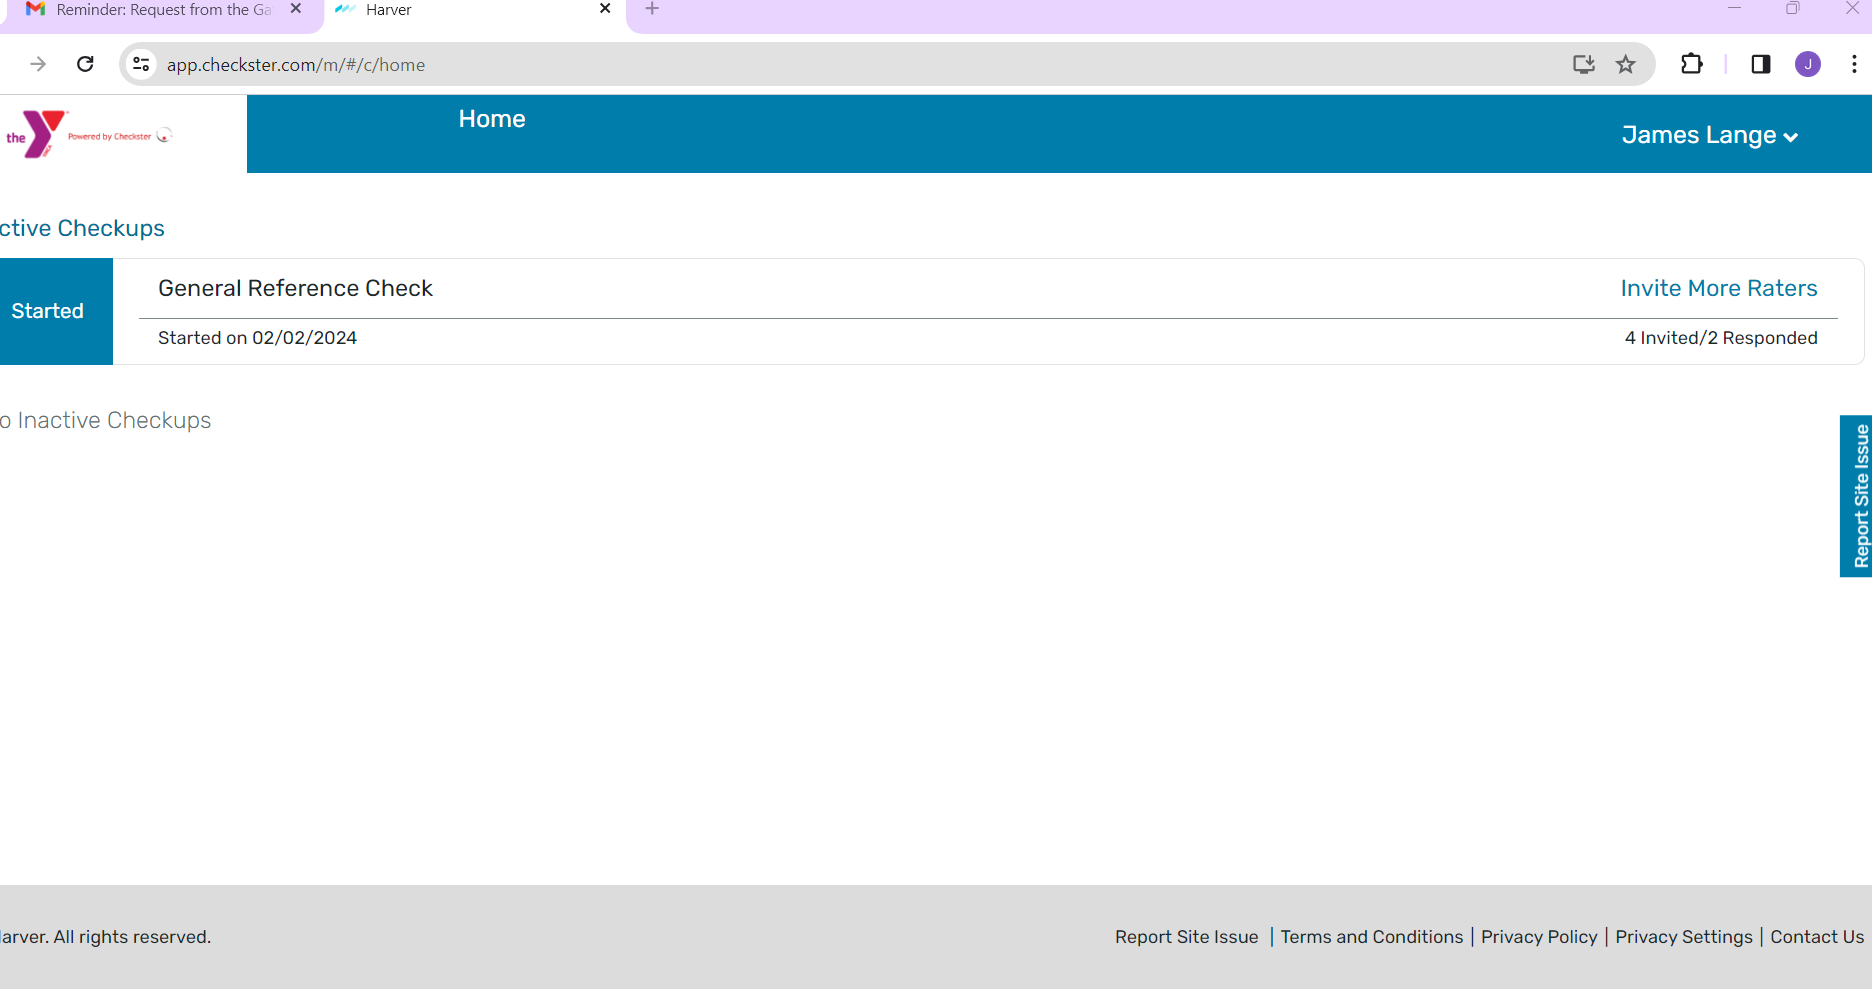 Reminder: Request from the Ga
Harver
app.checkster.com/m/#/c/home
J
the Y Powered by Checkster
Home
James Lange
ctive Checkups
Started
General Reference Check
Invite More Raters
Started on 02/02/2024
4 Invited/2 Responded
o Inactive Checkups
Report Site Issue
arver. All rights reserved.
Report Site Issue | Terms and Conditions | Privacy Policy | Privacy Settings | Contact Us